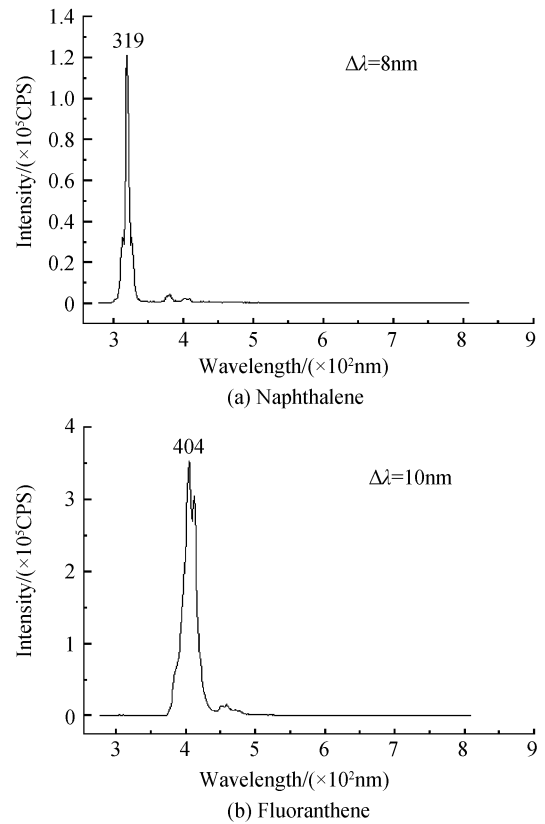 1.4
319
1.2
Δλ=8nm
1.0
0.8
0.6
0.4
0.2
0
Intensity/(×10⁵CPS)
3 4 5 6 7 8 9
Wavelength/(×10²nm)
(a) Naphthalene
4
404
Δλ=10nm
3
2
1
0
Intensity/(×10⁵CPS)
3 4 5 6 7 8 9
Wavelength/(×10²nm)
(b) Fluoranthene